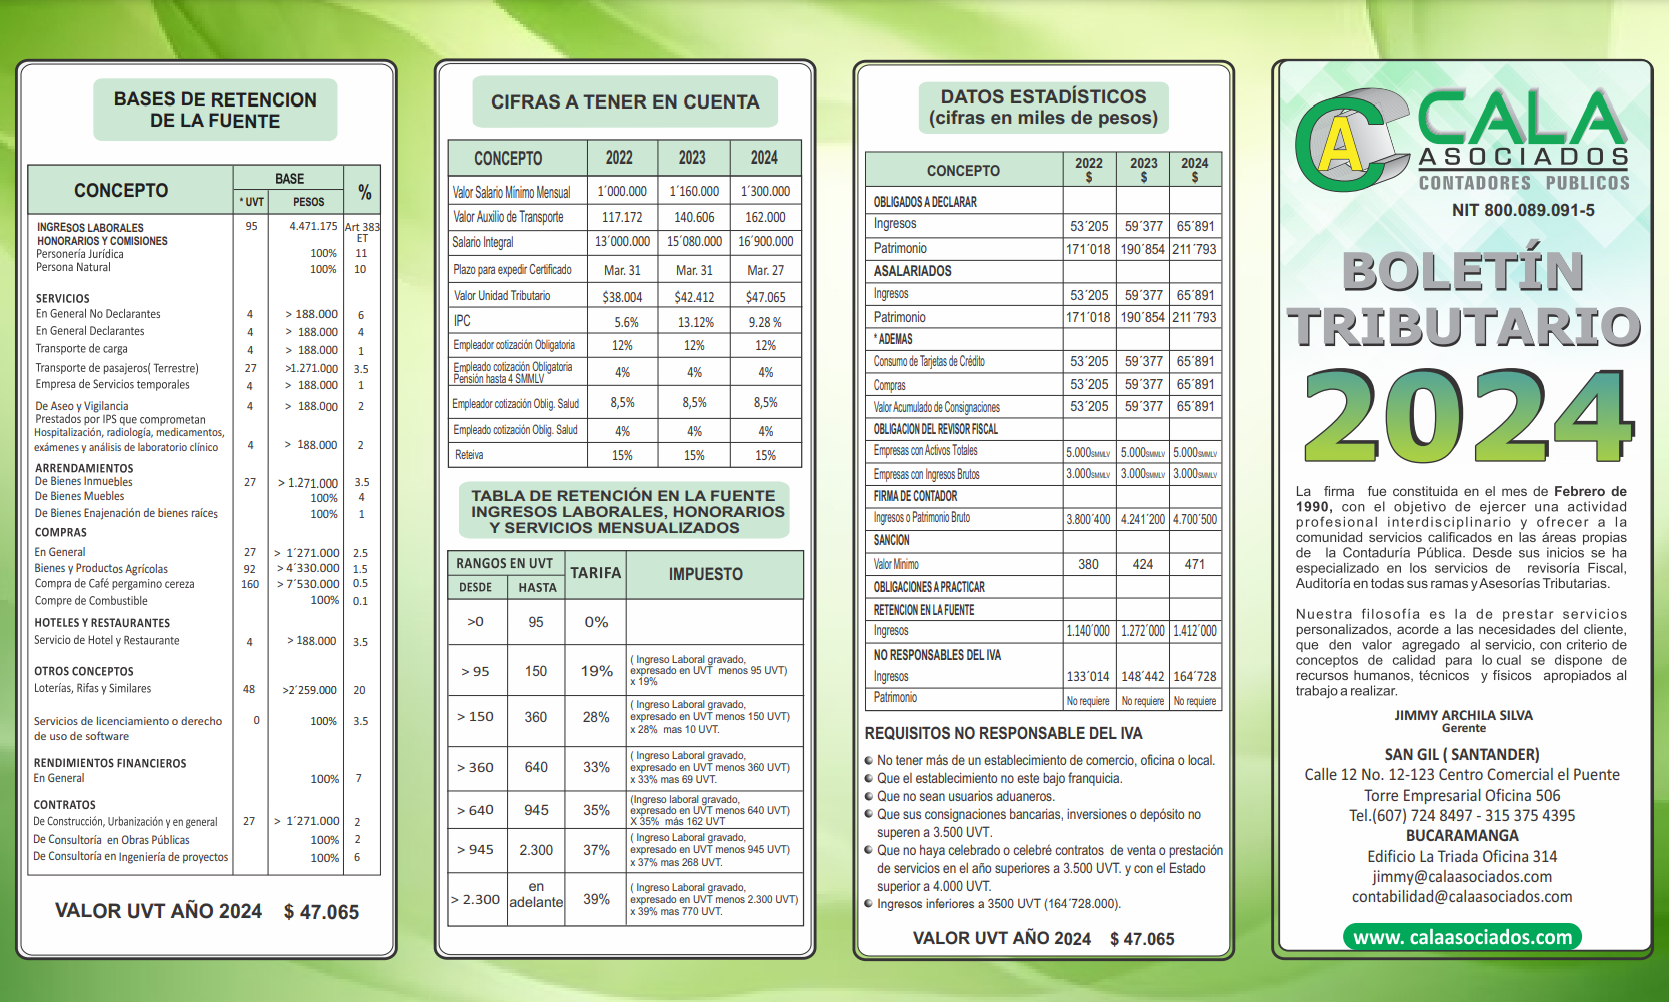 BASES DE RETENCION
DE LA FUENTE
CONCEPTO BASE %
* UVT PESOS
INGRESOS LABORALES 95 4.471.175 Art 383 ET
HONORARIOS Y COMISIONES
Personería Jurídica 100% 11
Persona Natural 100% 10
SERVICIOS
En General No Declarantes 4 > 188.000 6
En General Declarantes 4 > 188.000 4
Transporte de carga 4 > 188.000 1
Transporte de pasajeros( Terrestre) 27 >1.271.000 3.5
Empresa de Servicios temporales 4 > 188.000 1
De Aseo y Vigilancia 4 > 188.000 2
Prestados por IPS que comprometan
Hospitalización, radiología, medicamentos,
exámenes y análisis de laboratorio clínico 4 > 188.000 2
ARRENDAMIENTOS
De Bienes Inmuebles 27 > 1.271.000 3.5
De Bienes Muebles 100% 4
De Bienes Enajenación de bienes raíces 100% 1
COMPRAS
En General 27 > 1´271.000 2.5
Bienes y Productos Agrícolas 92 > 4´330.000 1.5
Compra de Café pergamino cereza 160 > 7´530.000 0.5
Compre de Combustible 100% 0.1
HOTELES Y RESTAURANTES
Servicio de Hotel y Restaurante 4 > 188.000 3.5
OTROS CONCEPTOS
Loterías, Rifas y Similares 48 >2´259.000 20
Servicios de licenciamiento o derecho 0 100% 3.5
de uso de software
RENDIMIENTOS FINANCIEROS
En General 100% 7
CONTRATOS
De Construcción, Urbanización y en general 27 > 1´271.000 2
De Consultoría en Obras Públicas 100% 2
De Consultoría en Ingeniería de proyectos 100% 6
VALOR UVT AÑO 2024 $ 47.065
CIFRAS A TENER EN CUENTA
CONCEPTO 2022 2023 2024
Valor Salario Mínimo Mensual 1´000.000 1´160.000 1´300.000
Valor Auxilio de Transporte 117.172 140.606 162.000
Salario Integral 13´000.000 15´080.000 16´900.000
Plazo para expedir Certificado Mar. 31 Mar. 31 Mar. 27
Valor Unidad Tributario $38.004 $42.412 $47.065
IPC 5.6% 13.12% 9.28 %
Empleador cotización Obligatoria 12% 12% 12%
Empleado cotización Obligatoria
Pensión hasta 4 SMMLV 4% 4% 4%
Empleador cotización Oblig. Salud 8,5% 8,5% 8,5%
Empleado cotización Oblig. Salud 4% 4% 4%
Reteiva 15% 15% 15%
TABLA DE RETENCIÓN EN LA FUENTE
INGRESOS LABORALES, HONORARIOS
Y SERVICIOS MENSUALIZADOS
RANGOS EN UVT TARIFA IMPUESTO
DESDE HASTA
>0 95 0%
> 95 150 19% ( Ingreso Laboral gravado,
expresado en UVT menos 95 UVT)
x 19%
> 150 360 28% ( Ingreso Laboral gravado,
expresado en UVT menos 150 UVT)
x 28% mas 10 UVT.
> 360 640 33% ( Ingreso Laboral gravado,
expresado en UVT menos 360 UVT)
x 33% mas 69 UVT.
> 640 945 35% (Ingreso laboral gravado,
expresado en UVT menos 640 UVT)
X 35% más 162 UVT
> 945 2.300 37% ( Ingreso Laboral gravado,
expresado en UVT menos 945 UVT)
x 37% mas 268 UVT.
> 2.300 en adelante 39% ( Ingreso Laboral gravado,
expresado en UVT menos 2.300 UVT)
x 39% mas 770 UVT.
DATOS ESTADÍSTICOS
(cifras en miles de pesos)
CONCEPTO 2022 $ 2023 $ 2024 $
OBLIGADOS A DECLARAR
Ingresos 53´205 59´377 65´891
Patrimonio 171´018 190´854 211´793
ASALARIADOS
Ingresos 53´205 59´377 65´891
Patrimonio 171´018 190´854 211´793
* ADEMAS
Consumo de Tarjetas de Crédito 53´205 59´377 65´891
Compras 53´205 59´377 65´891
Valor Acumulado de Consignaciones 53´205 59´377 65´891
OBLIGACION DEL REVISOR FISCAL
Empresas con Activos Totales 5.000SMMLV 5.000SMMLV 5.000SMMLV
Empresas con Ingresos Brutos 3.000SMMLV 3.000SMMLV 3.000SMMLV
FIRMA DE CONTADOR
Ingresos o Patrimonio Bruto 3.800´400 4.241´200 4.700´500
SANCION
Valor Minimo 380 424 471
OBLIGACIONES A PRACTICAR
RETENCION EN LA FUENTE
Ingresos 1.140´000 1.272´000 1.412´000
NO RESPONSABLES DEL IVA
Ingresos 133´014 148´442 164´728
Patrimonio No requiere No requiere No requiere
REQUISITOS NO RESPONSABLE DEL IVA
No tener más de un establecimiento de comercio, oficina o local.
Que el establecimiento no este bajo franquicia.
Que no sean usuarios aduaneros.
Que sus consignaciones bancarias, inversiones o depósito no
superen a 3.500 UVT.
Que no haya celebrado o celebré contratos de venta o prestación
de servicios en el año superiores a 3.500 UVT. y con el Estado
superior a 4.000 UVT.
Ingresos inferiores a 3500 UVT (164´728.000).
VALOR UVT AÑO 2024 $ 47.065
CA CALA
ASOCIADOS
CONTADORES PUBLICOS
NIT 800.089.091-5
BOLETÍN
TRIBUTARIO
2024
La firma fue constituida en el mes de Febrero de
1990, con el objetivo de ejercer una actividad
profesional interdisciplinario y ofrecer a la
comunidad servicios calificados en las áreas propias
de la Contaduría Pública. Desde sus inicios se ha
especializado en los servicios de revisoría Fiscal,
Auditoría en todas sus ramas y Asesorías Tributarias.
Nuestra filosofía es la de prestar servicios
personalizados, acorde a las necesidades del cliente,
que den valor agregado al servicio, con criterio de
conceptos de calidad para lo cual se dispone de
recursos humanos, técnicos y físicos apropiados al
trabajo a realizar.
JIMMY ARCHILA SILVA
Gerente
SAN GIL ( SANTANDER)
Calle 12 No. 12-123 Centro Comercial el Puente
Torre Empresarial Oficina 506
Tel.(607) 724 8497 - 315 375 4395
BUCARAMANGA
Edificio La Triada Oficina 314
jimmy@calaasociados.com
contabilidad@calaasociados.com
www. calaasociados.com